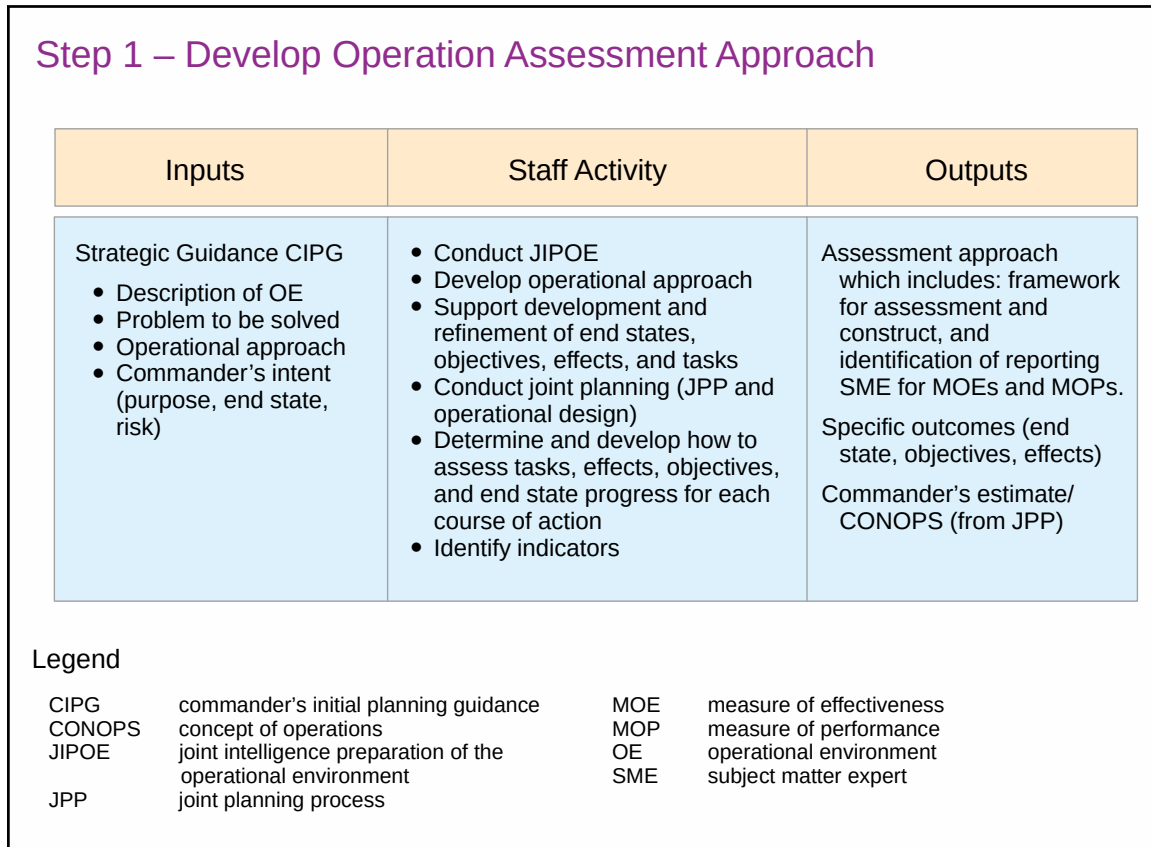 Step 1 – Develop Operation Assessment Approach
Inputs
Staff Activity
Outputs
Strategic Guidance CIPG
• Description of OE
• Problem to be solved
• Operational approach
• Commander’s intent
(purpose, end state,
risk)
• Conduct JIPOE
• Develop operational approach
• Support development and
refinement of end states,
objectives, effects, and tasks
• Conduct joint planning (JPP and
operational design)
• Determine and develop how to
assess tasks, effects, objectives,
and end state progress for each
course of action
• Identify indicators
Assessment approach
which includes: framework
for assessment and
construct, and
identification of reporting
SME for MOEs and MOPs.
Specific outcomes (end
state, objectives, effects)
Commander’s estimate/
CONOPS (from JPP)
Legend
CIPG commander’s initial planning guidance
CONOPS concept of operations
JIPOE joint intelligence preparation of the
operational environment
JPP joint planning process
MOE measure of effectiveness
MOP measure of performance
OE operational environment
SME subject matter expert